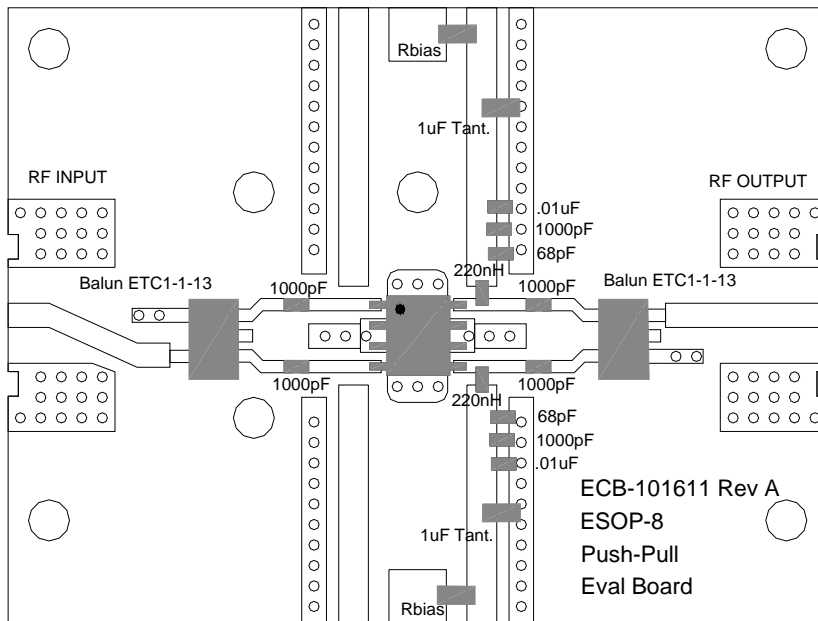 Rbias
1uF Tant.
RF INPUT
RF OUTPUT
.01uF
1000pF
68pF
220nH
Balun ETC1-1-13
1000pF
1000pF
Balun ETC1-1-13
1000pF
1000pF
220nH
68pF
1000pF
.01uF
1uF Tant.
Rbias
ECB-101611 Rev A
ESOP-8
Push-Pull
Eval Board